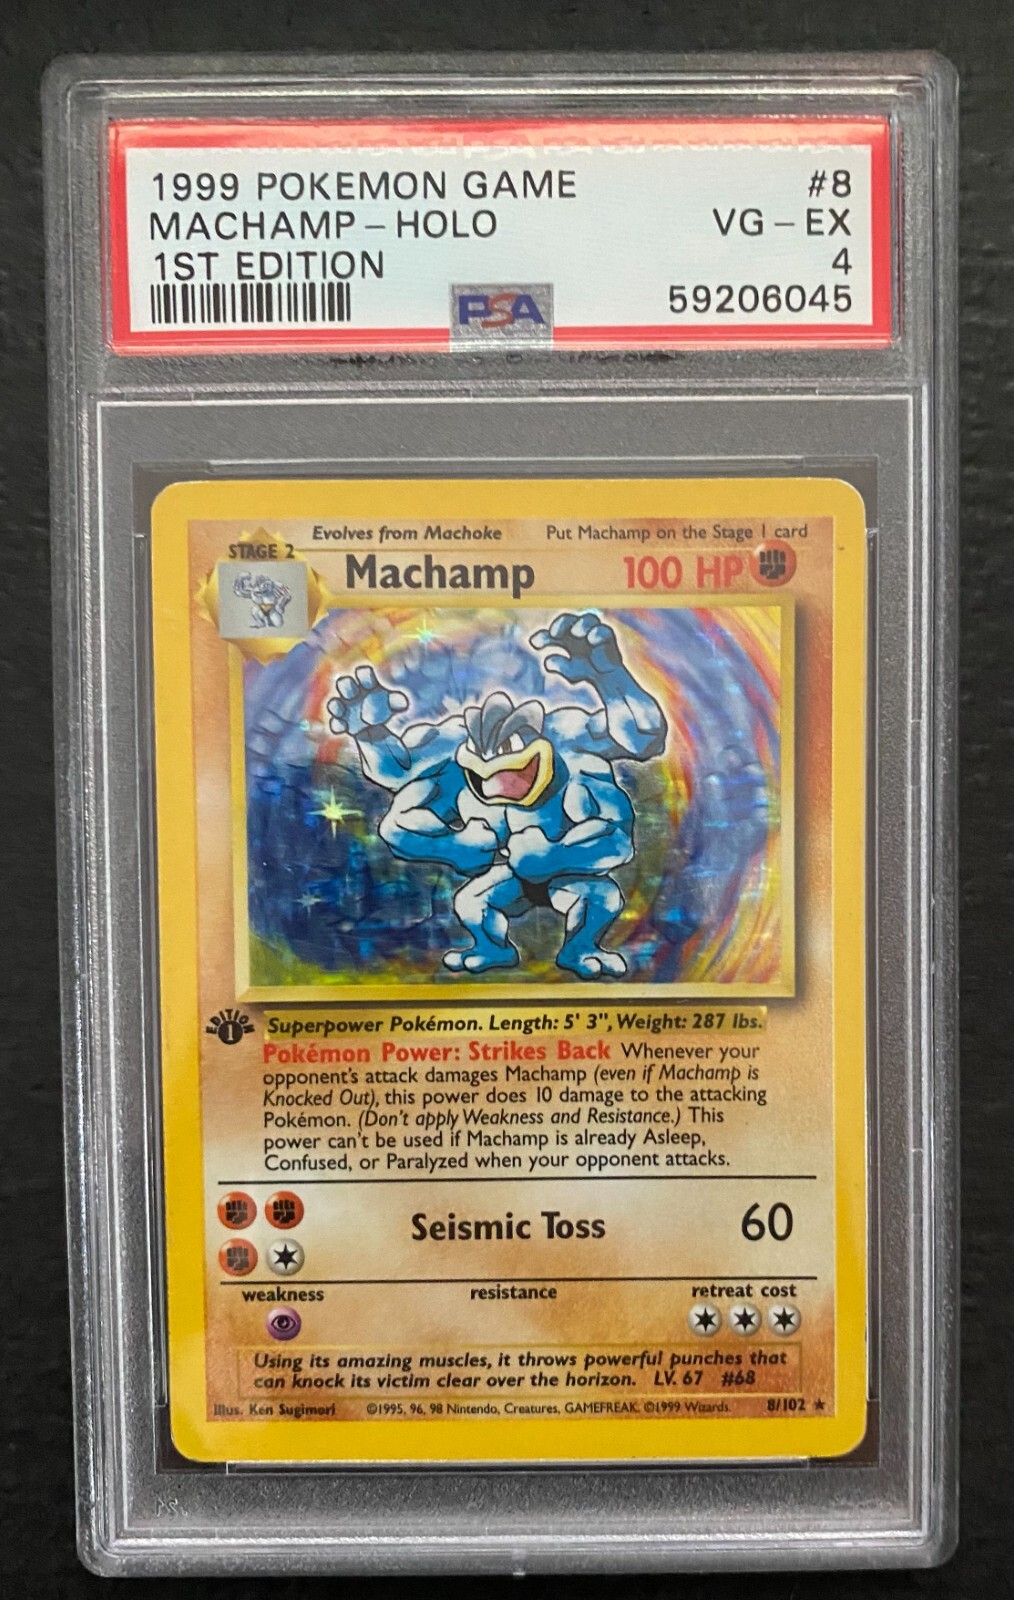 1999 POKEMON GAME #8
MACHAMP - HOLO VG - EX
1ST EDITION 4
59206045
PSA
Evolves from Machoke Put Machamp on the Stage 1 card
STAGE 2
Machamp 100 HP
EDITION 1
Superpower Pokémon. Length: 5' 3", Weight: 287 lbs.
Pokémon Power: Strikes Back Whenever your
opponent's attack damages Machamp (even if Machamp is
Knocked Out), this power does 10 damage to the attacking
Pokémon. (Don't apply Weakness and Resistance.) This
power can't be used if Machamp is already Asleep,
Confused, or Paralyzed when your opponent attacks.
Seismic Toss 60
weakness resistance retreat cost
Using its amazing muscles, it throws powerful punches that
can knock its victim clear over the horizon. LV. 67 #68
Illus. Ken Sugimori ©1995, 96, 98 Nintendo, Creatures, GAMEFREAK. ©1999 Wizards. 8/102 ★